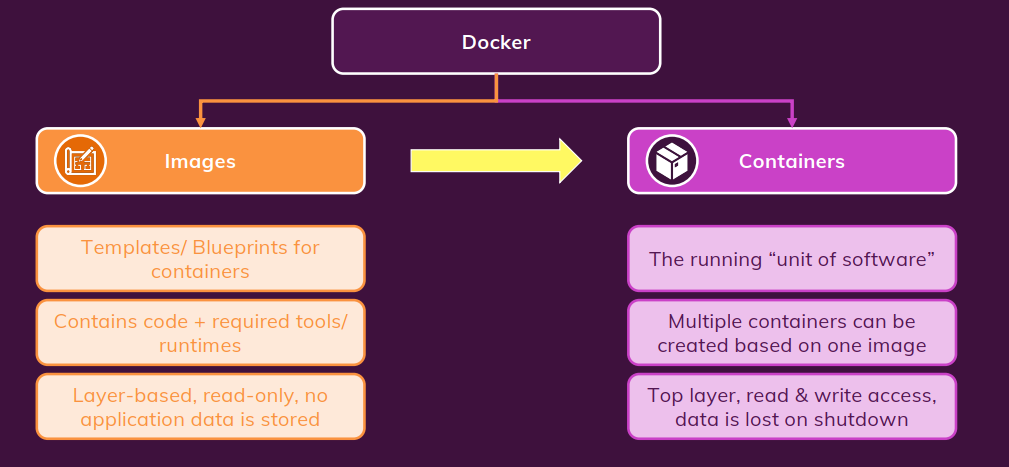 Docker
Images
Containers
Templates/ Blueprints for
containers
Contains code + required tools/
runtimes
Layer-based, read-only, no
application data is stored
The running “unit of software”
Multiple containers can be
created based on one image
Top layer, read & write access,
data is lost on shutdown